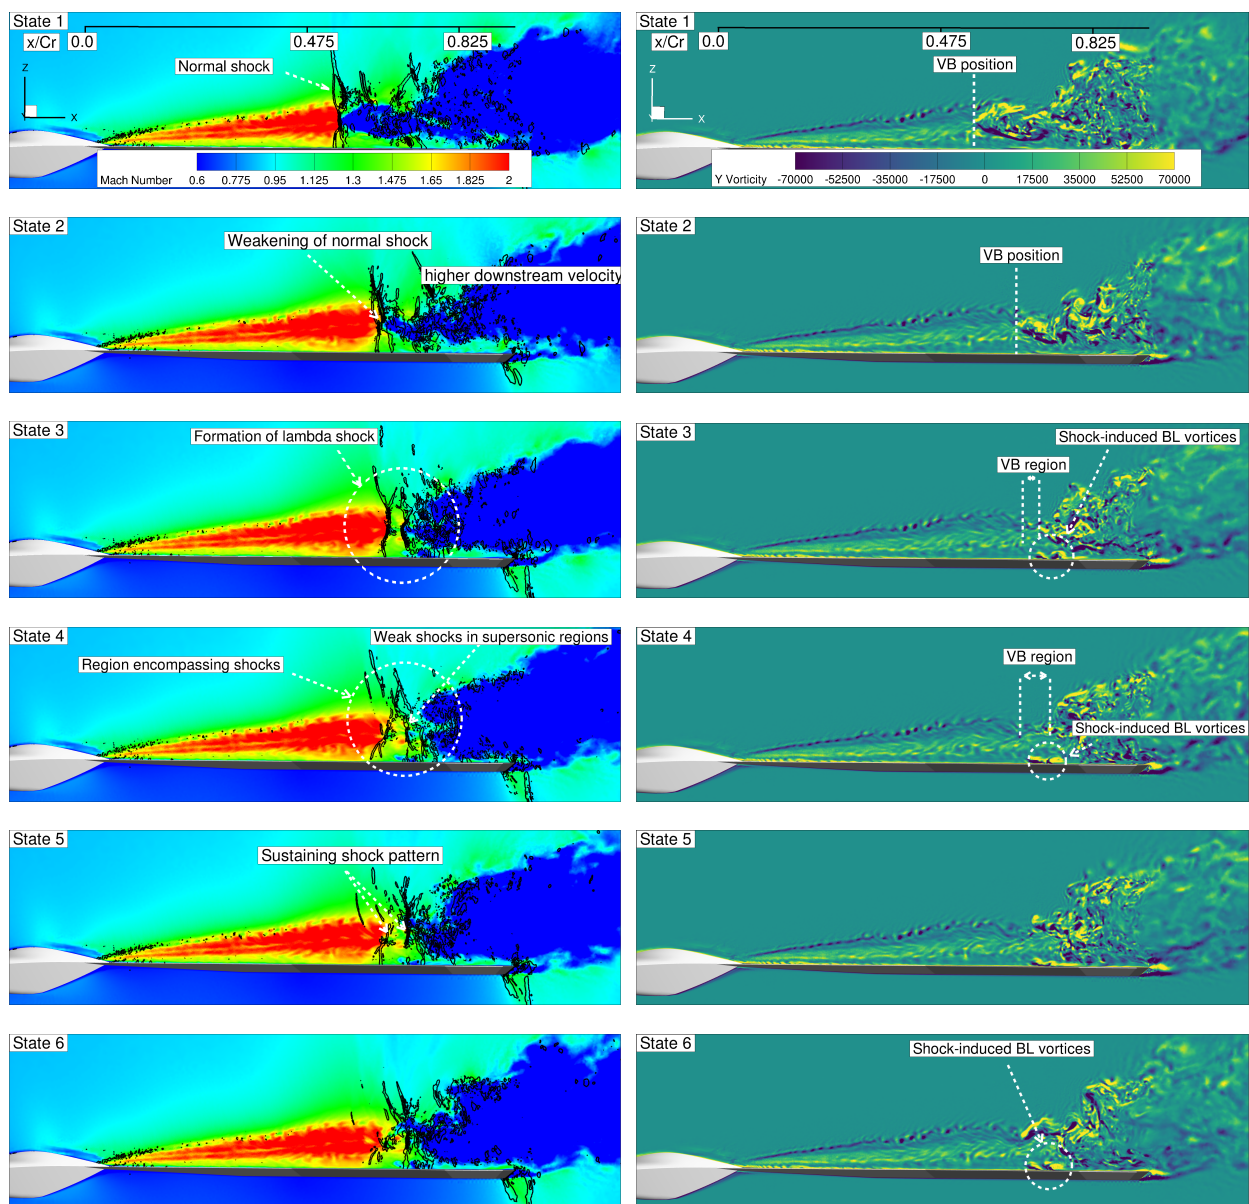 State 1
x/Cr 0.0 0.475 0.825
Normal shock
Z
X
Mach Number 0.6 0.775 0.95 1.125 1.3 1.475 1.65 1.825 2
State 1
x/Cr 0.0 0.475 0.825
VB position
Z
X
Y Vorticity -70000 -52500 -35000 -17500 0 17500 35000 52500 70000
State 2
Weakening of normal shock
higher downstream velocity
State 2
VB position
State 3
Formation of lambda shock
State 3
Shock-induced BL vortices
VB region
State 4
Weak shocks in supersonic regions
Region encompassing shocks
State 4
VB region
Shock-induced BL vortices
State 5
Sustaining shock pattern
State 5
State 6
State 6
Shock-induced BL vortices